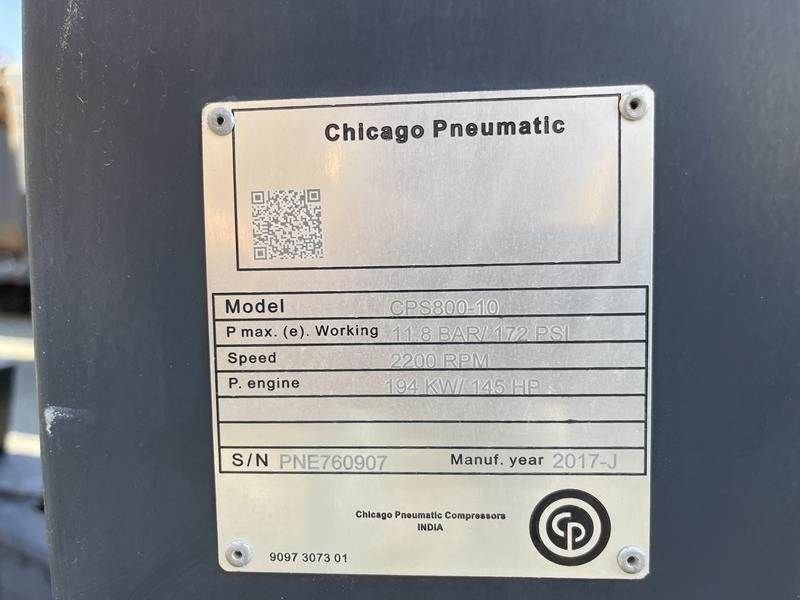 Chicago Pneumatic
Model CPS800-10
P max. (e). Working 11.8 BAR/ 172 PSI
Speed 2200 RPM
P. engine 194 KW/ 145 HP
S/N PNE760907 Manuf. year 2017-J
Chicago Pneumatic Compressors
INDIA
CP
9097 3073 01